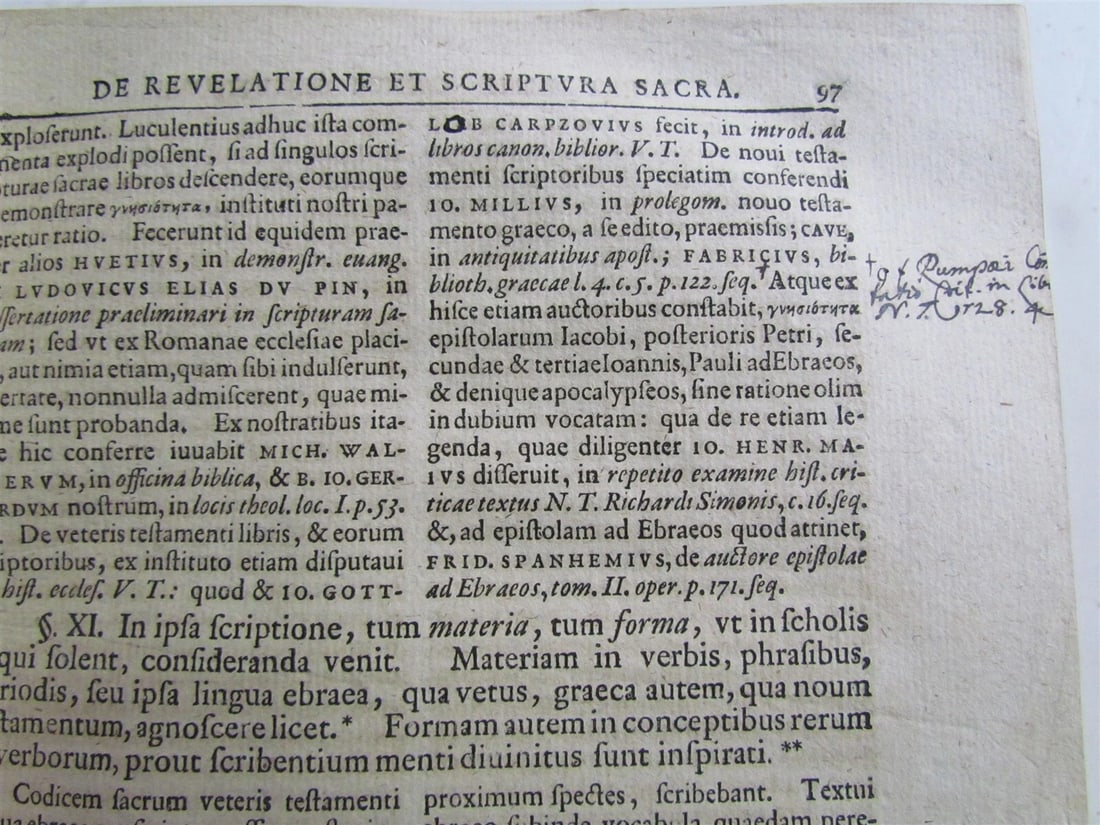 DE REVELATIONE ET SCRIPTVRA SACRA. 97
xploſerunt. Luculentius adhuc iſta com-
menta explodi poſſent, ſi ad ſingulos ſcri-
pturae ſacrae libros deſcendere, eorumque
emonſtrare γνησιότητα, inſtituti noſtri pa-
eretur ratio. Fecerunt id equidem prae-
r alios HVETIVS, in demonſtr. euang.
LVDOVICVS ELIAS DV PIN, in
ſſertatione praeliminari in ſcripturam ſa-
am; ſed vt ex Romanae eccleſiae placi-
, aut nimia etiam, quam ſibi indulſerunt,
ertate, nonnulla admiſcerent, quae mi-
me ſunt probanda. Ex noſtratibus ita-
e hic conferre iuuabit MICH. WAL-
ERVM, in officina biblica, & B. IO. GER-
RDVM noſtrum, in locis theol. loc. I. p. 53.
. De veteris teſtamenti libris, & eorum
iptoribus, ex inſtituto etiam diſputaui
hiſt. eccleſ. V. T.: quod & IO. GOTT-
LOB CARPZOVIVS fecit, in introd. ad
libros canon. biblior. V. T. De noui teſta-
menti ſcriptoribus ſpeciatim conferendi
IO. MILLIVS, in prolegom. nouo teſta-
mento graeco, a ſe edito, praemiſſis; CAVE,
in antiquitatibus apoſt.; FABRICIVS, bi-
blioth. graecae l. 4. c. 5. p. 122. ſeq.† Atque ex
hiſce etiam auctoribus conſtabit, γνησιότητα
epiſtolarum Iacobi, poſterioris Petri, ſe-
cundae & tertiae Ioannis, Pauli ad Ebraeos,
& denique apocalypſeos, ſine ratione olim
in dubium vocatam: qua de re etiam le-
genda, quae diligenter IO. HENR. MA-
IVS diſſeruit, in repetito examine hiſt. cri-
ticae textus N. T. Richardi Simonis, c. 16. ſeq.
&, ad epiſtolam ad Ebraeos quod attinet,
FRID. SPANHEMIVS, de auctore epiſtolae
ad Ebraeos, tom. II. oper. p. 171. ſeq.
†
N. T. 1728. 4
§. XI. In ipſa ſcriptione, tum materia, tum forma, vt in ſcholis
qui ſolent, conſideranda venit. Materiam in verbis, phraſibus,
riodis, ſeu ipſa lingua ebraea, qua vetus, graeca autem, qua noum
tamentum, agnoſcere licet.* Formam autem in conceptibus rerum
verborum, prout ſcribentium menti diuinitus ſunt inſpirati.**
Codicem ſacrum veteris teſtamenti
proximum ſpectes, ſcribebant. Textui
ebraeo ſubinde vocabula quaedam pere-